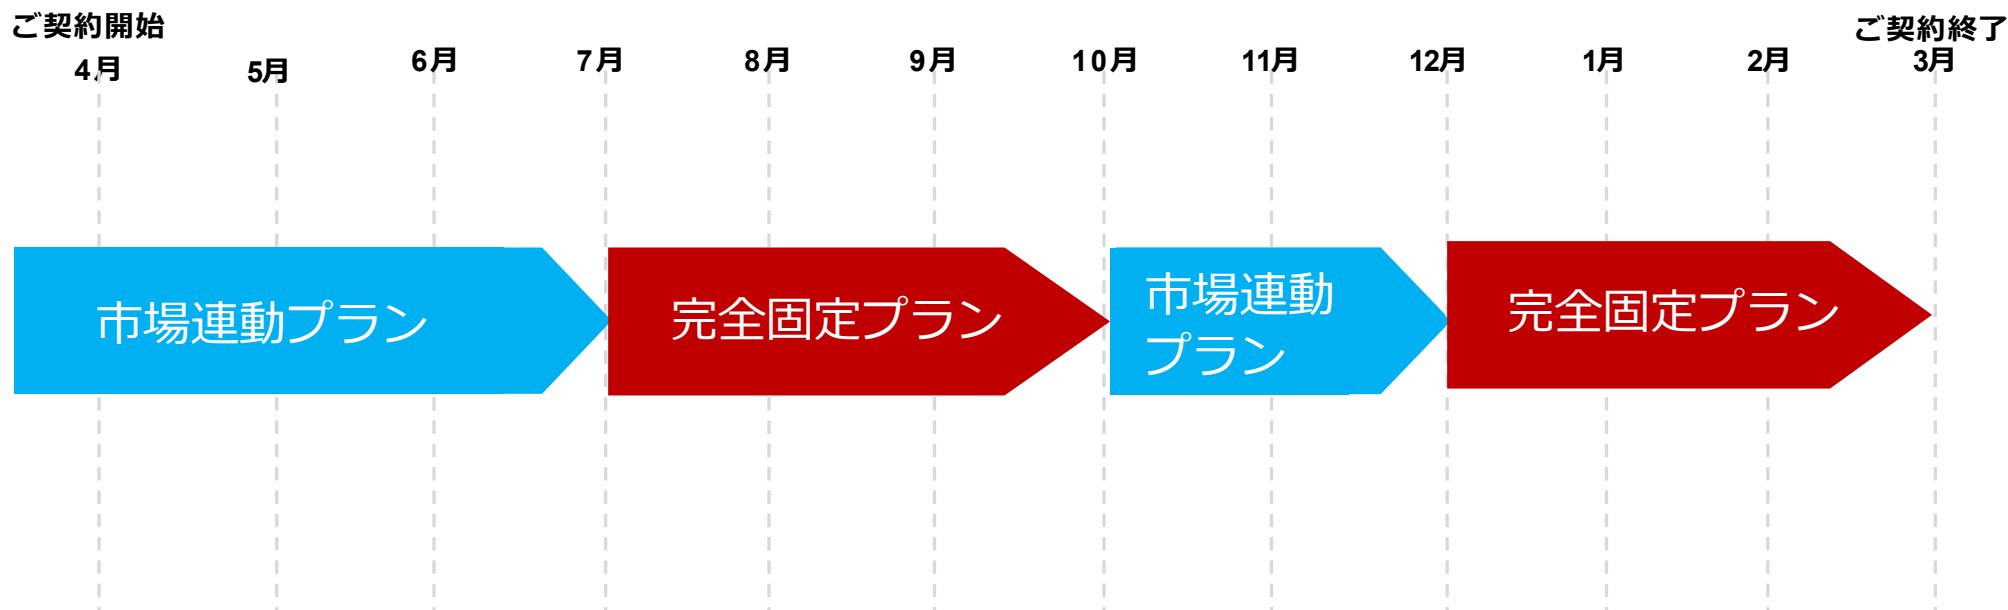 ご契約開始
ご契約終了
4月
5月
6月
7月
8月
9月
10月
11月
12月
1月
2月
3月
市場連動プラン
完全固定プラン
市場連動
プラン
完全固定プラン